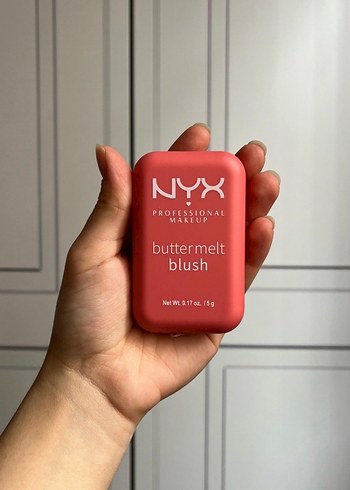 NYX
PROFESSIONAL
MAKEUP
buttermelt
blush
Net Wt. 0.17 oz. / 5 g